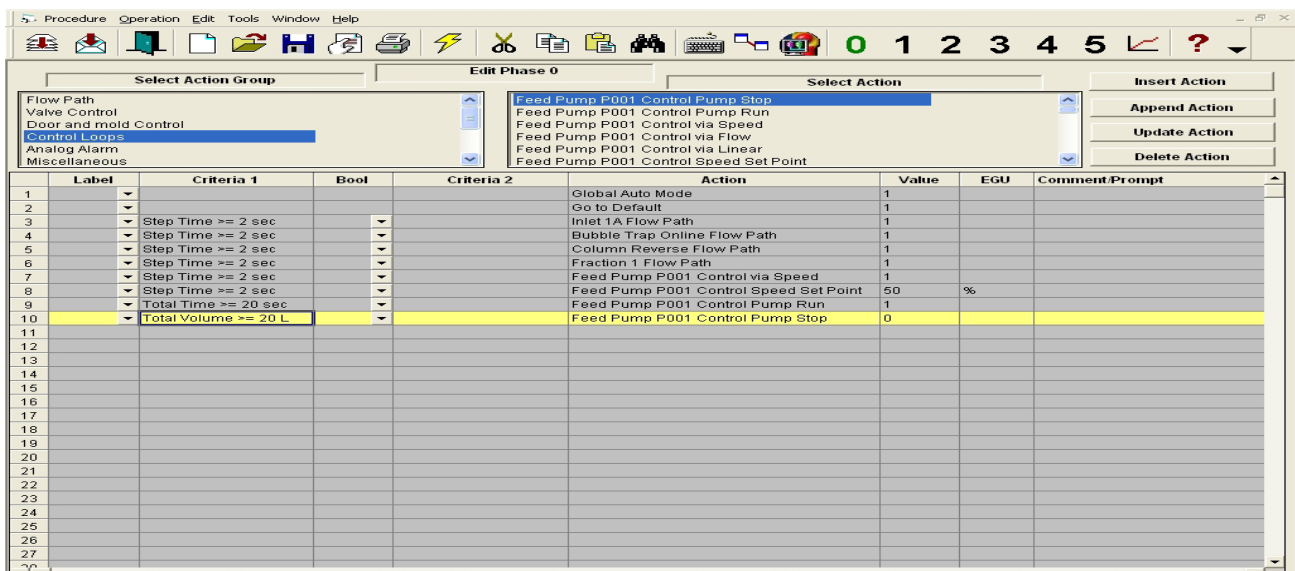 Procedure Operation Edit Tools Window Help
0 1 2 3 4 5 ?
Edit Phase 0
Select Action Group
Select Action
Insert Action
Append Action
Update Action
Delete Action
Flow Path
Valve Control
Door and mold Control
Control Loops
Analog Alarm
Miscellaneous
Feed Pump P001 Control Pump Stop
Feed Pump P001 Control Pump Run
Feed Pump P001 Control via Speed
Feed Pump P001 Control via Flow
Feed Pump P001 Control via Linear
Feed Pump P001 Control Speed Set Point
Label Criteria 1 Bool Criteria 2 Action Value EGU Comment/Prompt
1 Global Auto Mode 1
2 Go to Default 1
3 Step Time >= 2 sec Inlet 1A Flow Path 1
4 Step Time >= 2 sec Bubble Trap Online Flow Path 1
5 Step Time >= 2 sec Column Reverse Flow Path 1
6 Step Time >= 2 sec Fraction 1 Flow Path 1
7 Step Time >= 2 sec Feed Pump P001 Control via Speed 1
8 Step Time >= 2 sec Feed Pump P001 Control Speed Set Point 50 %
9 Total Time >= 20 sec Feed Pump P001 Control Pump Run 1
10 Total Volume >= 20 L Feed Pump P001 Control Pump Stop 0
11
12
13
14
15
16
17
18
19
20
21
22
23
24
25
26
27